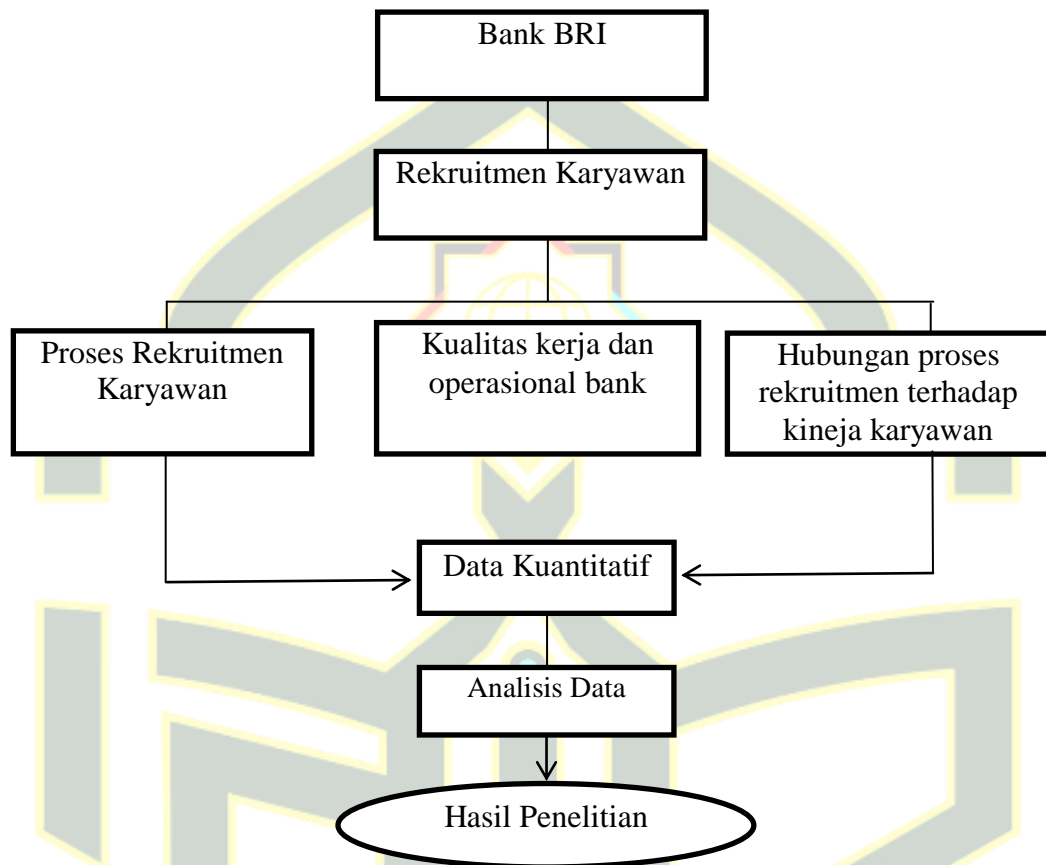 Bank BRI
Rekruitmen Karyawan
Proses Rekruitmen
Karyawan
Kualitas kerja dan
operasional bank
Hubungan proses
rekruitmen terhadap
kineja karyawan
Data Kuantitatif
Analisis Data
Hasil Penelitian